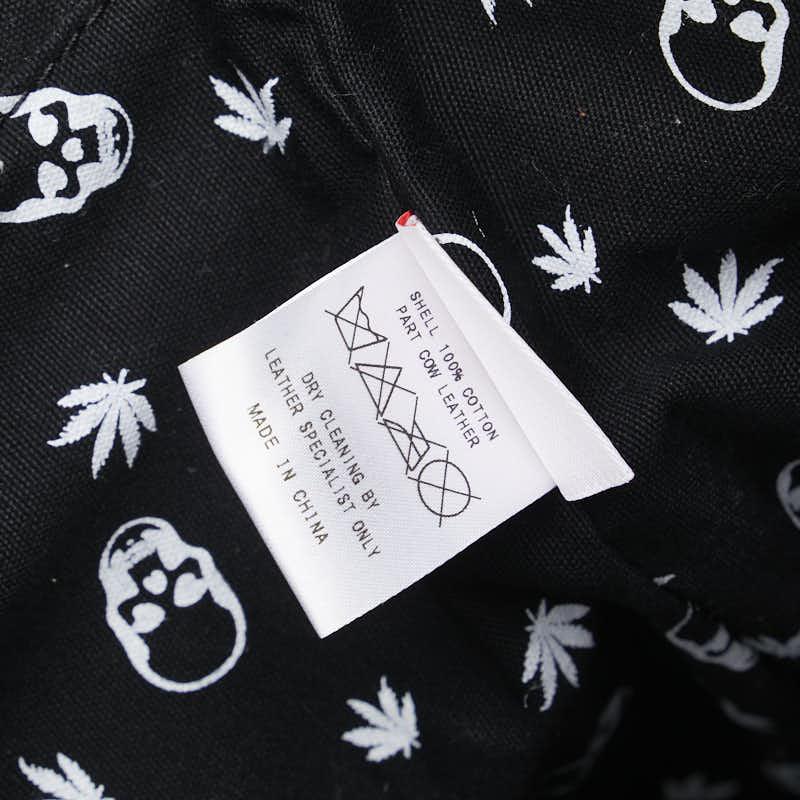 SHELL 100% COTTON
PART COW LEATHER
DRY CLEANING BY
LEATHER SPECIALIST ONLY
MADE IN CHINA